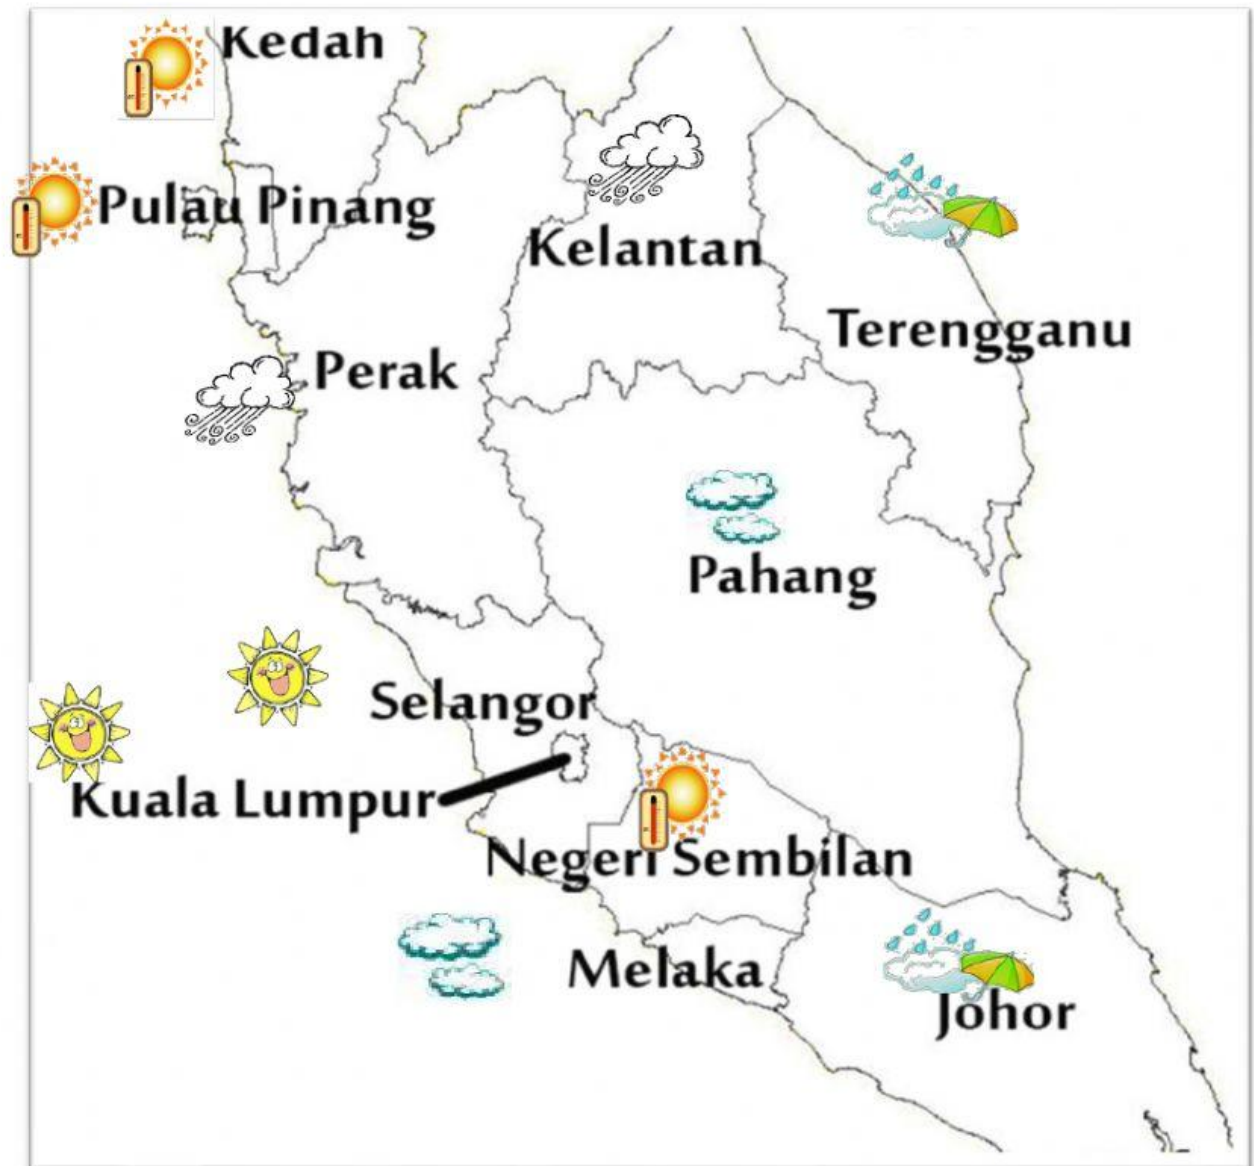 Kedah
Pulau Pinang
Kelantan
Terengganu
Perak
Pahang
Selangor
Kuala Lumpur
Negeri Sembilan
Melaka
Johor